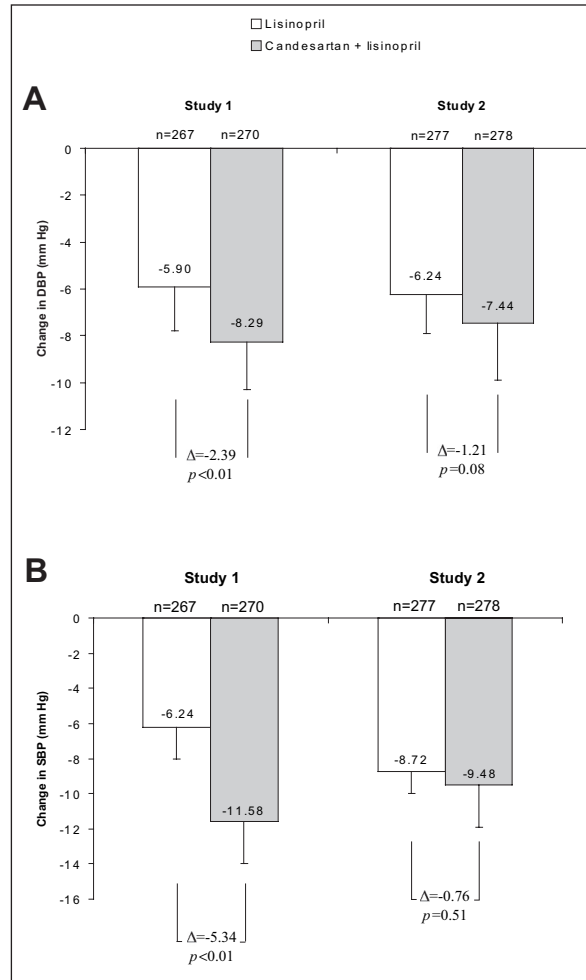 Lisinopril
Candesartan + lisinopril
A
Study 1 Study 2
n=267 n=270 n=277 n=278
Change in DBP (mm Hg)
0
-2
-4
-6
-8
-10
-12
-5.90
-8.29
-6.24
-7.44
Δ=-2.39
p<0.01
Δ=-1.21
p=0.08
B
Study 1 Study 2
n=267 n=270 n=277 n=278
Change in SBP (mm Hg)
0
-2
-4
-6
-8
-10
-12
-14
-16
-6.24
-11.58
-8.72
-9.48
Δ=-5.34
p<0.01
Δ=-0.76
p=0.51